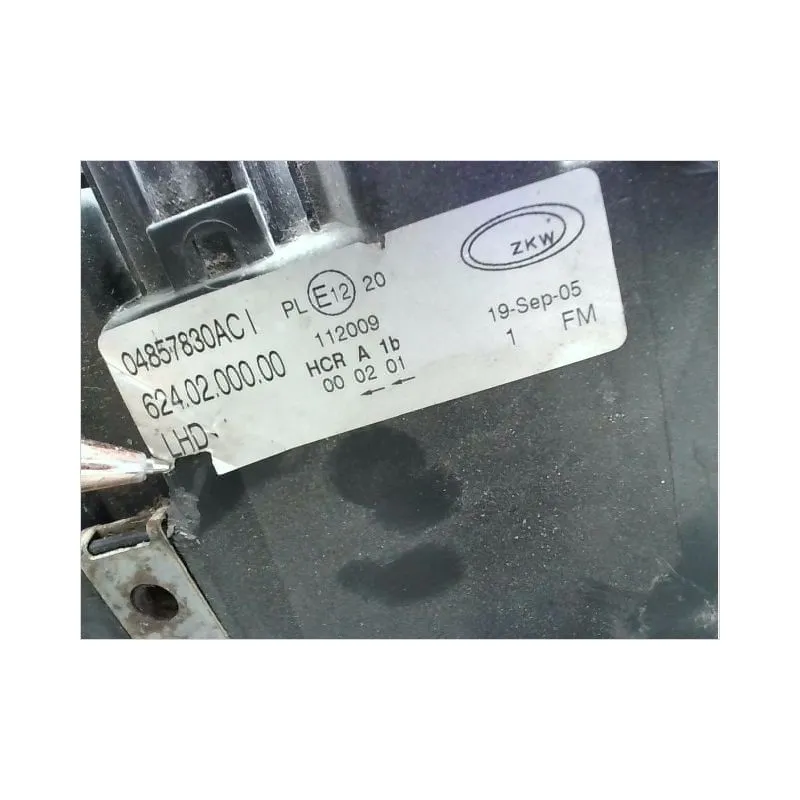 ZKW
PL E12 20
04857830AC I
112009
19-Sep-05
624.02.000.00
HCR A 1b
1 FM
00 02 01
LHD